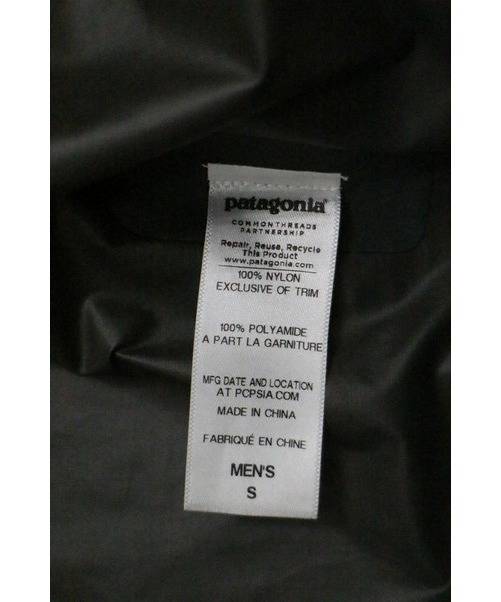 patagonia®
COMMONTHREADS
PARTNERSHIP
Repair, Reuse, Recycle
This Product
www.patagonia.com
100% NYLON
EXCLUSIVE OF TRIM
100% POLYAMIDE
A PART LA GARNITURE
MFG DATE AND LOCATION
AT PCPSIA.COM
MADE IN CHINA
FABRIQUÉ EN CHINE
MEN'S
S